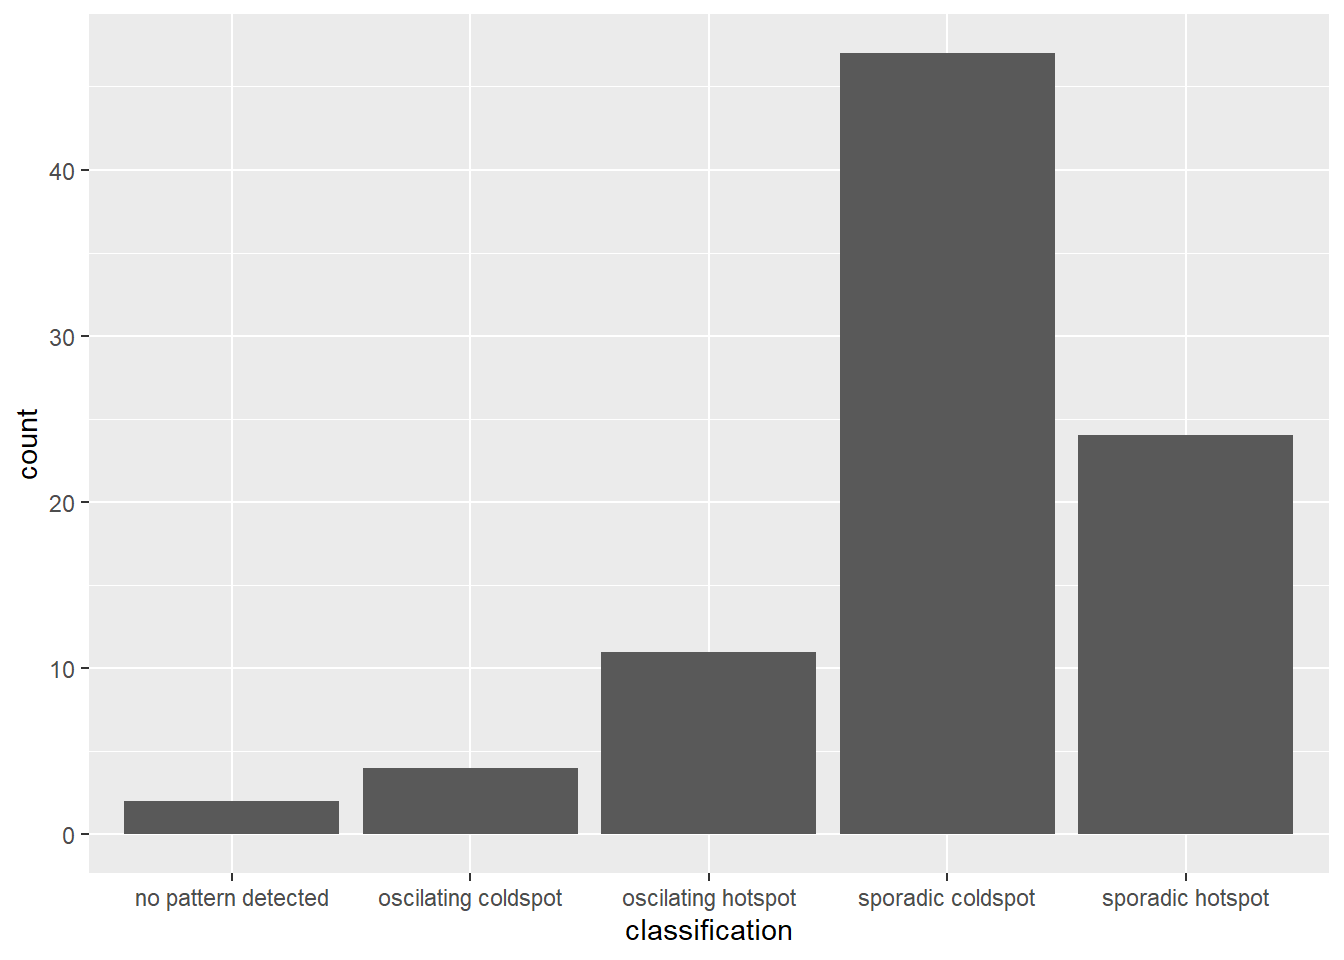 count
40
30
20
10
0
no pattern detected oscilating coldspot oscilating hotspot sporadic coldspot sporadic hotspot
classification